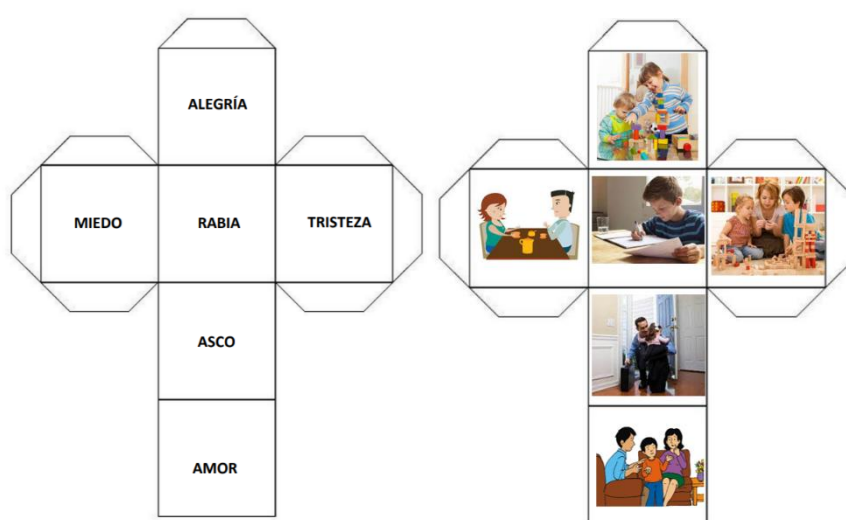 ALEGRÍA
MIEDO
RABIA
TRISTEZA
ASCO
AMOR